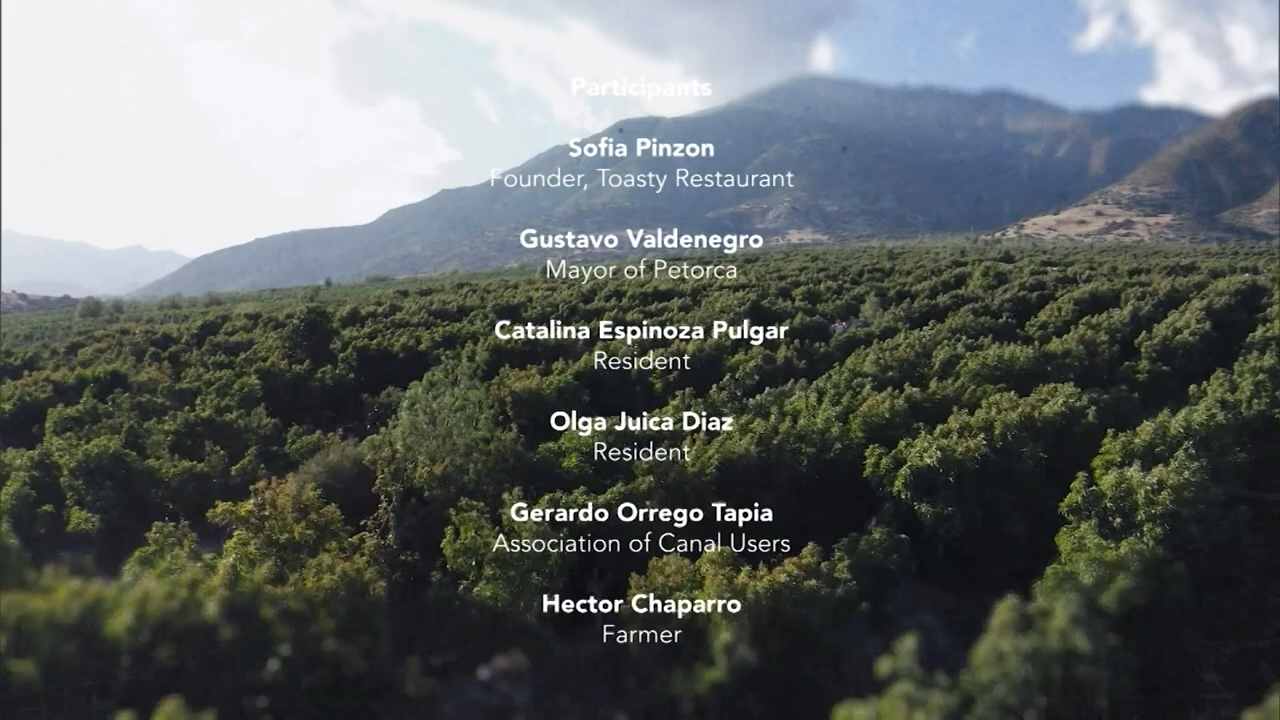 Participants
Sofia Pinzon
Founder, Toasty Restaurant
Gustavo Valdenegro
Mayor of Petorca
Catalina Espinoza Pulgar
Resident
Olga Juica Diaz
Resident
Gerardo Orrego Tapia
Association of Canal Users
Hector Chaparro
Farmer